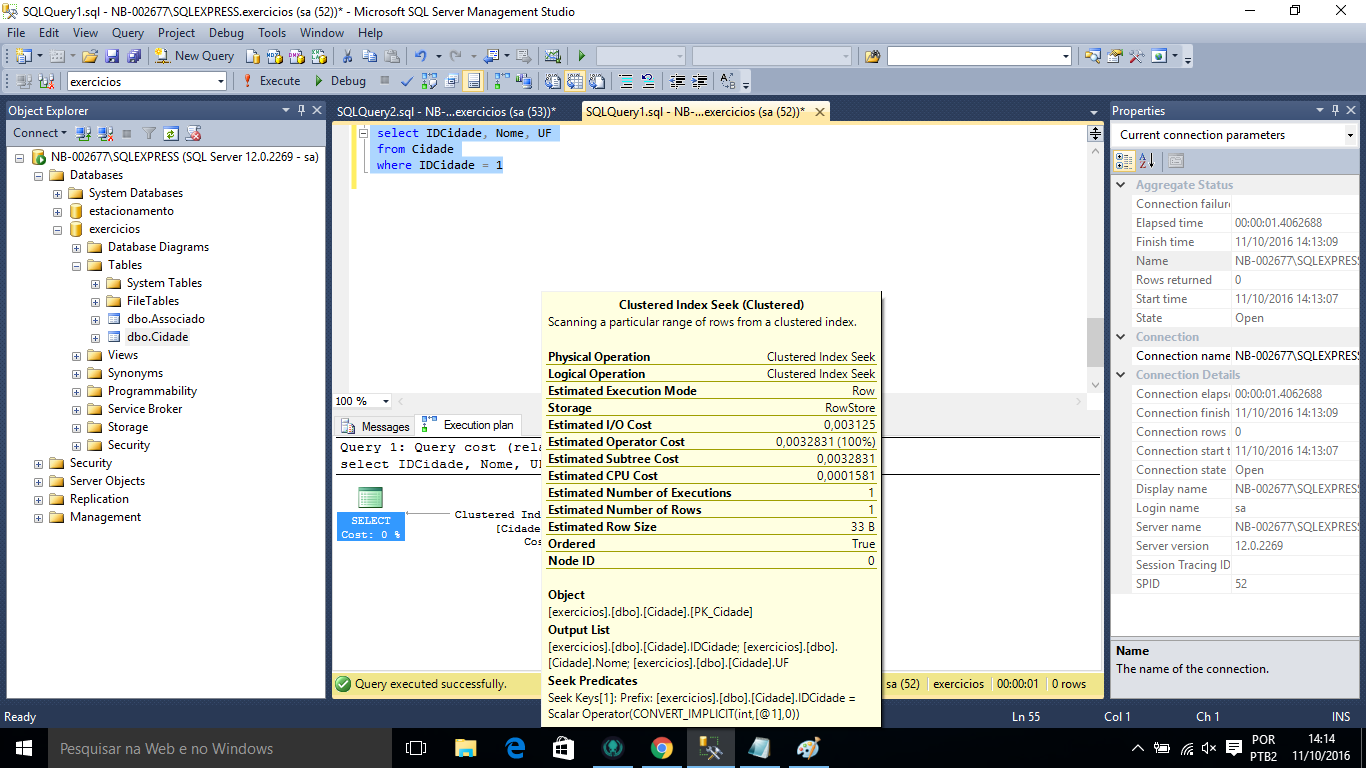 SQLQuery1.sql - NB-002677\SQLEXPRESS.exercicios (sa (52))* - Microsoft SQL Server Management Studio
File Edit View Query Project Debug Tools Window Help
New Query
exercicios Execute Debug
Object Explorer
Connect
NB-002677\SQLEXPRESS (SQL Server 12.0.2269 - sa)
Databases
System Databases
estacionamento
exercicios
Database Diagrams
Tables
System Tables
FileTables
dbo.Associado
dbo.Cidade
Views
Synonyms
Programmability
Service Broker
Storage
Security
Security
Server Objects
Replication
Management
SQLQuery2.sql - NB-...exercicios (sa (53))* SQLQuery1.sql - NB-...exercicios (sa (52))*
select IDCidade, Nome, UF
from Cidade
where IDCidade = 1
100 %
Messages Execution plan
Query 1: Query cost (rela
select IDCidade, Nome, U
SELECT
Cost: 0 %
Clustered Ind
[Cidade
Cos
Clustered Index Seek (Clustered)
Scanning a particular range of rows from a clustered index.
Physical Operation Clustered Index Seek
Logical Operation Clustered Index Seek
Estimated Execution Mode Row
Storage RowStore
Estimated I/O Cost 0,003125
Estimated Operator Cost 0,0032831 (100%)
Estimated Subtree Cost 0,0032831
Estimated CPU Cost 0,0001581
Estimated Number of Executions 1
Estimated Number of Rows 1
Estimated Row Size 33 B
Ordered True
Node ID 0
Object
[exercicios].[dbo].[Cidade].[PK_Cidade]
Output List
[exercicios].[dbo].[Cidade].IDCidade; [exercicios].[dbo].
[Cidade].Nome; [exercicios].[dbo].[Cidade].UF
Seek Predicates
Seek Keys[1]: Prefix: [exercicios].[dbo].[Cidade].IDCidade =
Scalar Operator(CONVERT_IMPLICIT(int,[@1],0))
Query executed successfully. sa (52) exercicios 00:00:01 0 rows
Properties
Current connection parameters
Aggregate Status
Connection failure
Elapsed time 00:00:01.4062688
Finish time 11/10/2016 14:13:09
Name NB-002677\SQLEXPRESS
Rows returned 0
Start time 11/10/2016 14:13:07
State Open
Connection
Connection name NB-002677\SQLEXPRESS
Connection Details
Connection elaps 00:00:01.4062688
Connection finish 11/10/2016 14:13:09
Connection rows 0
Connection start t 11/10/2016 14:13:07
Connection state Open
Display name NB-002677\SQLEXPRESS
Login name sa
Server name NB-002677\SQLEXPRESS
Server version 12.0.2269
Session Tracing ID
SPID 52
Name
The name of the connection.
Ready Ln 55 Col 1 Ch 1 INS
Pesquisar na Web e no Windows
POR
PTB2
14:14
11/10/2016